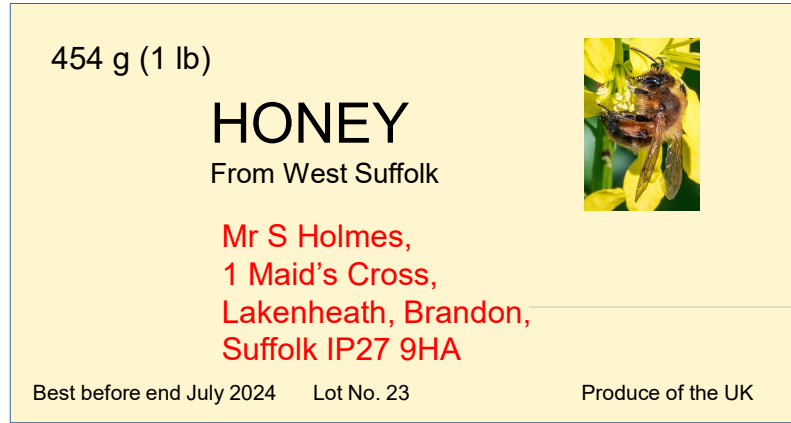 454 g (1 lb)
HONEY
From West Suffolk
Mr S Holmes,
1 Maid’s Cross,
Lakenheath, Brandon,
Suffolk IP27 9HA
Best before end July 2024 Lot No. 23 Produce of the UK